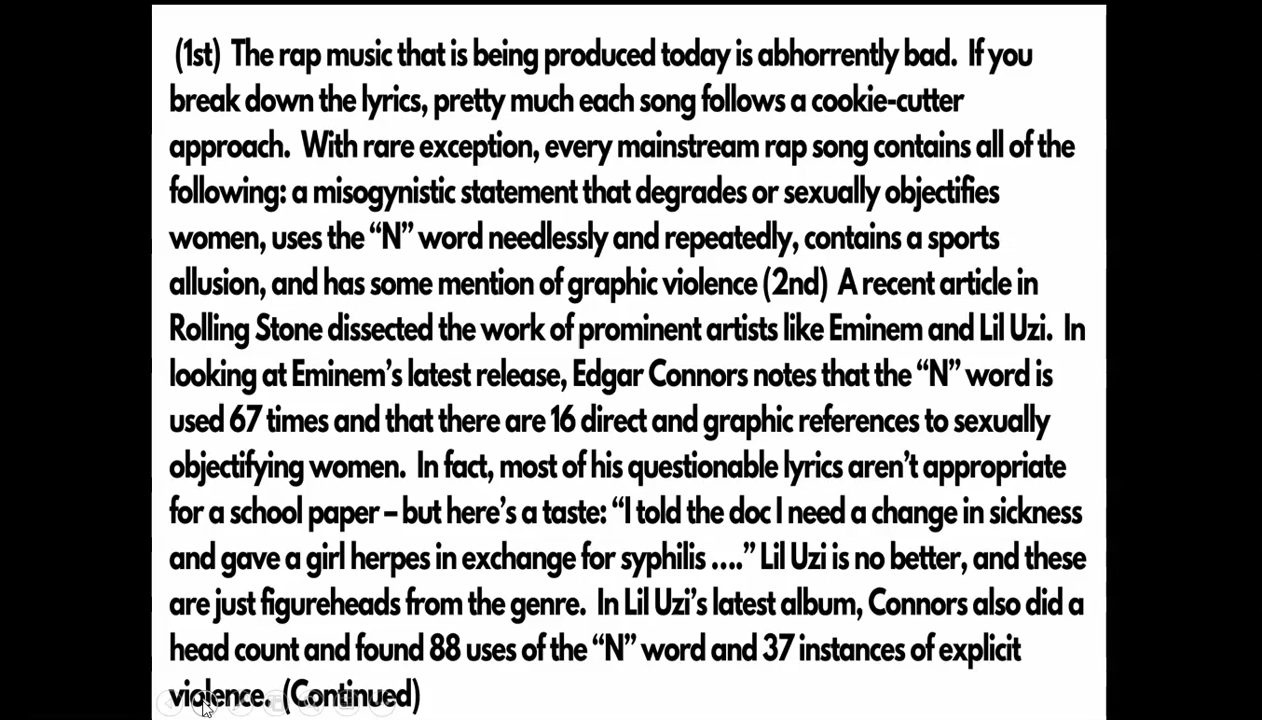 (1st) The rap music that is being produced today is abhorrently bad. If you
break down the lyrics, pretty much each song follows a cookie-cutter
approach. With rare exception, every mainstream rap song contains all of the
following: a misogynistic statement that degrades or sexually objectifies
women, uses the “N” word needlessly and repeatedly, contains a sports
allusion, and has some mention of graphic violence (2nd) A recent article in
Rolling Stone dissected the work of prominent artists like Eminem and Lil Uzi. In
looking at Eminem’s latest release, Edgar Connors notes that the “N” word is
used 67 times and that there are 16 direct and graphic references to sexually
objectifying women. In fact, most of his questionable lyrics aren’t appropriate
for a school paper – but here’s a taste: “I told the doc I need a change in sickness
and gave a girl herpes in exchange for syphilis ….” Lil Uzi is no better, and these
are just figureheads from the genre. In Lil Uzi’s latest album, Connors also did a
head count and found 88 uses of the “N” word and 37 instances of explicit
violence. (Continued)